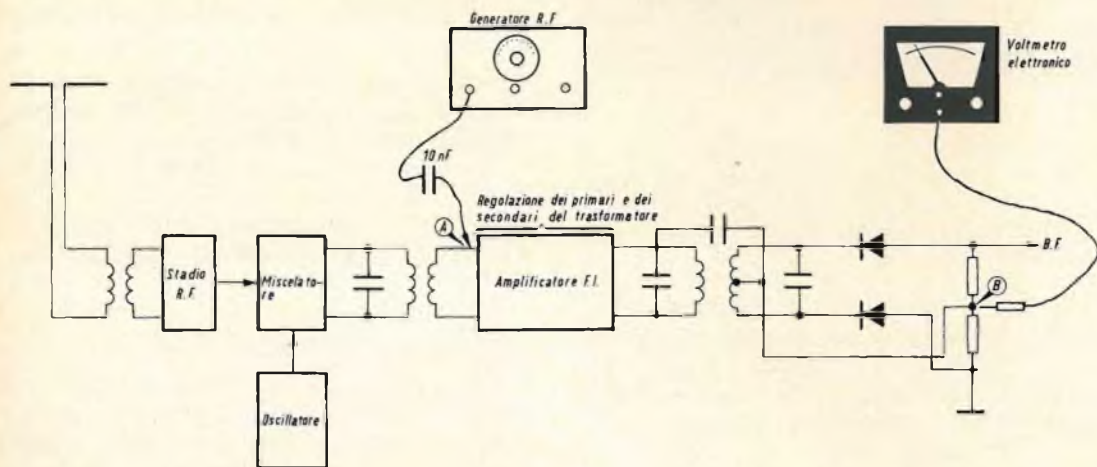 Generatore R.F
Voltmetro
elettronico
10 nF
Regolazione dei primari e dei
secondari del trasformatore
A
Stadio
R.F.
Miscelato-
re
Amplificatore F.I.
B.F.
B
Oscillatore